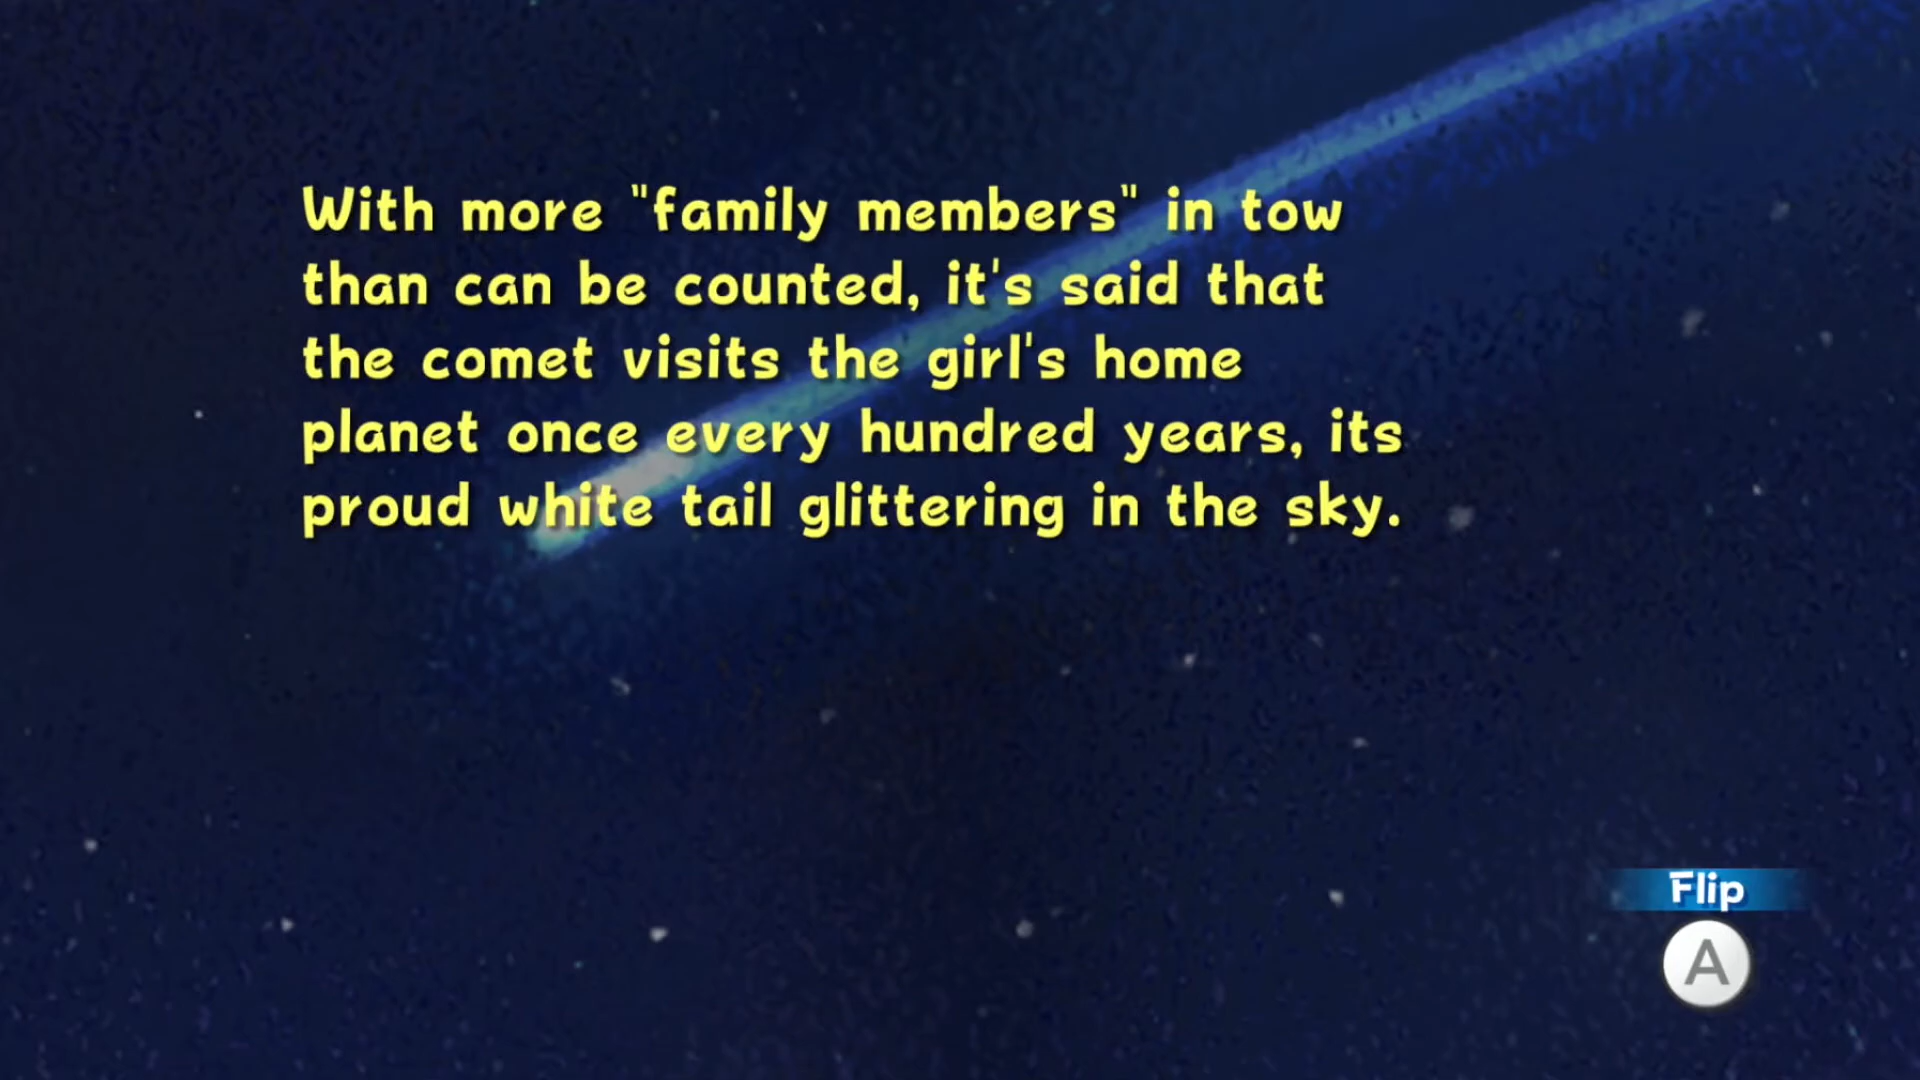 With more "family members" in tow
than can be counted, it's said that
the comet visits the girl's home
planet once every hundred years, its
proud white tail glittering in the sky.
Flip
A